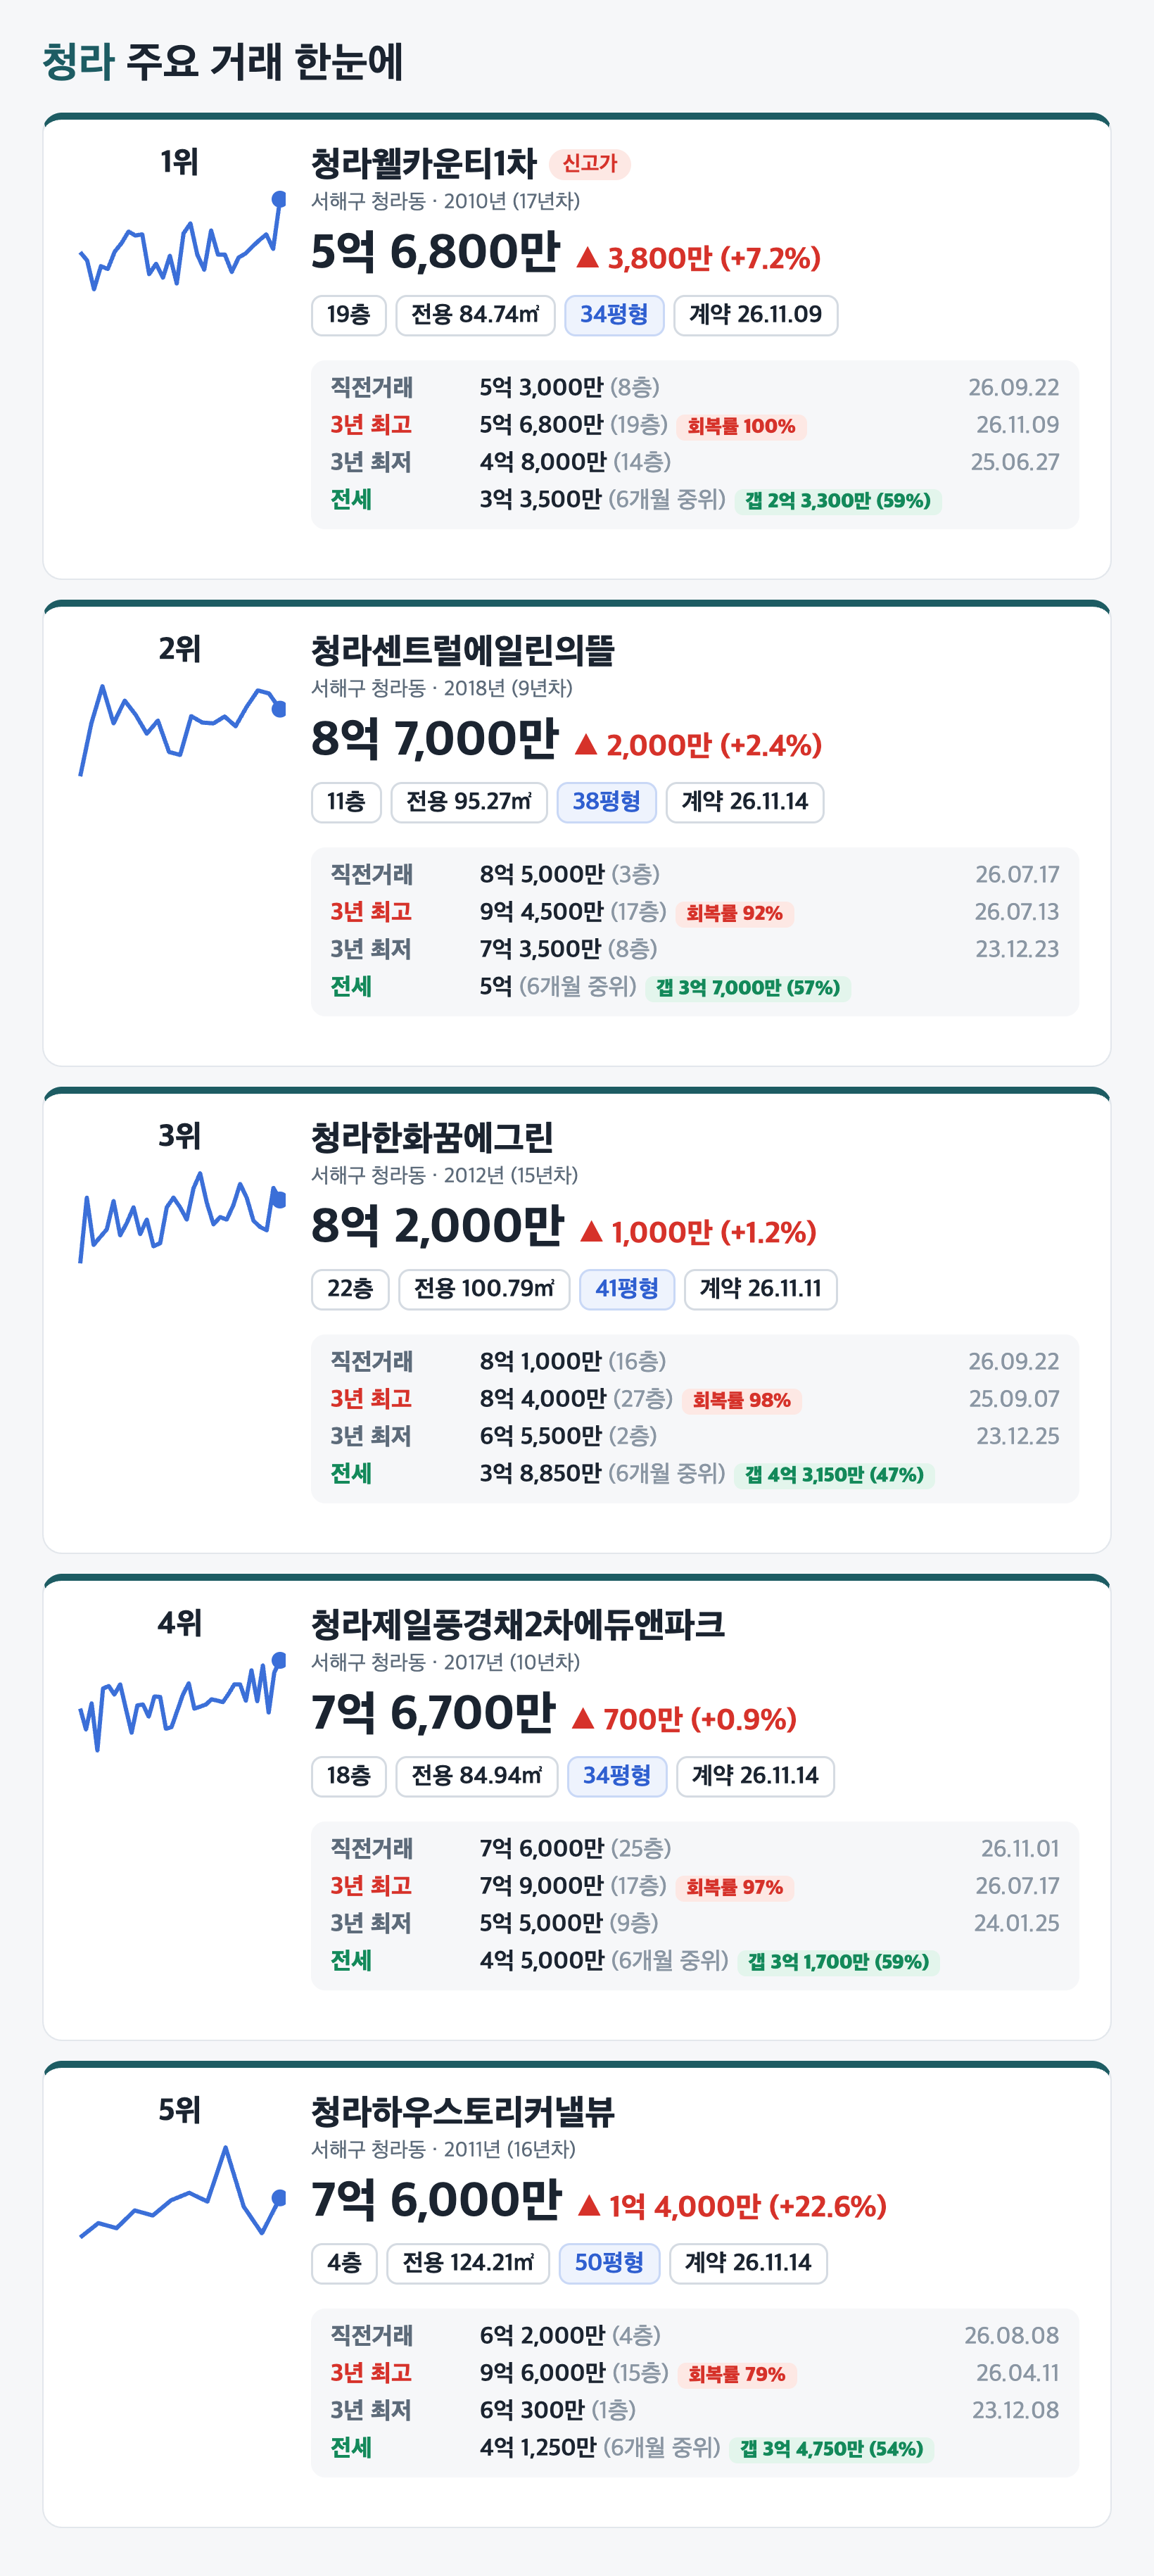 청라 주요 거래 한눈에
1위
청라웰카운티1차 신고가
서해구 청라동 · 2010년 (17년차)
5억 6,800만 ▲ 3,800만 (+7.2%)
19층 전용 84.74㎡ 34평형 계약 26.11.09
직전거래 5억 3,000만 (8층) 26.09.22
3년 최고 5억 6,800만 (19층) 회복률 100% 26.11.09
3년 최저 4억 8,000만 (14층) 25.06.27
전세 3억 3,500만 (6개월 중위) 갭 2억 3,300만 (59%)
2위
청라센트럴에일린의뜰
서해구 청라동 · 2018년 (9년차)
8억 7,000만 ▲ 2,000만 (+2.4%)
11층 전용 95.27㎡ 38평형 계약 26.11.14
직전거래 8억 5,000만 (3층) 26.07.17
3년 최고 9억 4,500만 (17층) 회복률 92% 26.07.13
3년 최저 7억 3,500만 (8층) 23.12.23
전세 5억 (6개월 중위) 갭 3억 7,000만 (57%)
3위
청라한화꿈에그린
서해구 청라동 · 2012년 (15년차)
8억 2,000만 ▲ 1,000만 (+1.2%)
22층 전용 100.79㎡ 41평형 계약 26.11.11
직전거래 8억 1,000만 (16층) 26.09.22
3년 최고 8억 4,000만 (27층) 회복률 98% 25.09.07
3년 최저 6억 5,500만 (2층) 23.12.25
전세 3억 8,850만 (6개월 중위) 갭 4억 3,150만 (47%)
4위
청라제일풍경채2차에듀앤파크
서해구 청라동 · 2017년 (10년차)
7억 6,700만 ▲ 700만 (+0.9%)
18층 전용 84.94㎡ 34평형 계약 26.11.14
직전거래 7억 6,000만 (25층) 26.11.01
3년 최고 7억 9,000만 (17층) 회복률 97% 26.07.17
3년 최저 5억 5,000만 (9층) 24.01.25
전세 4억 5,000만 (6개월 중위) 갭 3억 1,700만 (59%)
5위
청라하우스토리커낼뷰
서해구 청라동 · 2011년 (16년차)
7억 6,000만 ▲ 1억 4,000만 (+22.6%)
4층 전용 124.21㎡ 50평형 계약 26.11.14
직전거래 6억 2,000만 (4층) 26.08.08
3년 최고 9억 6,000만 (15층) 회복률 79% 26.04.11
3년 최저 6억 300만 (1층) 23.12.08
전세 4억 1,250만 (6개월 중위) 갭 3억 4,750만 (54%)